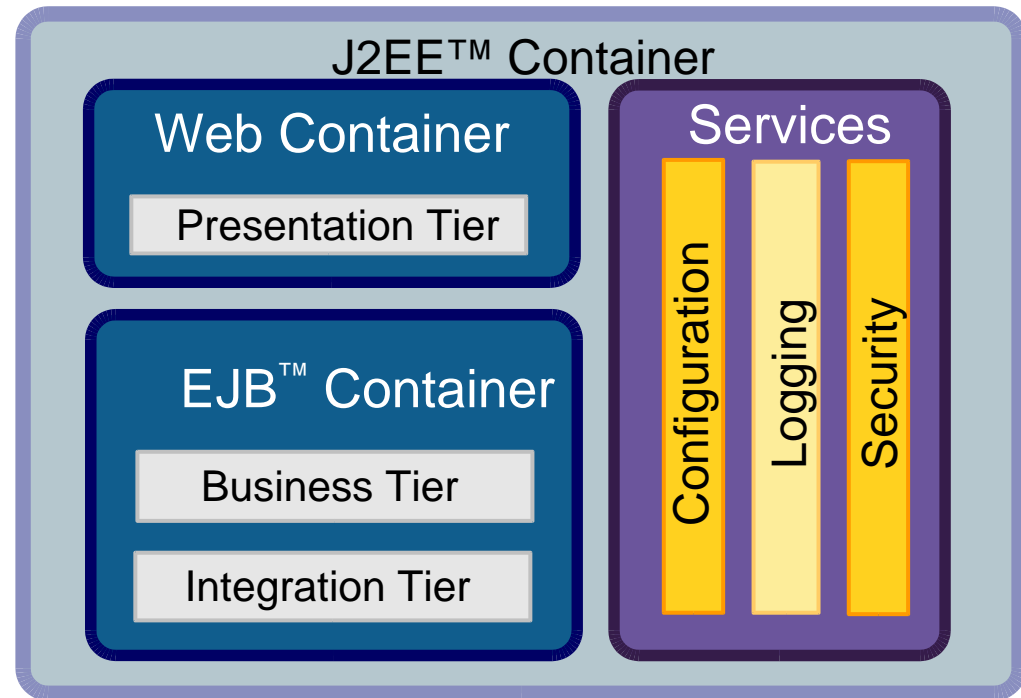 J2EE™ Container
Web Container
Presentation Tier
EJB™ Container
Business Tier
Integration Tier
Services
Configuration
Logging
Security